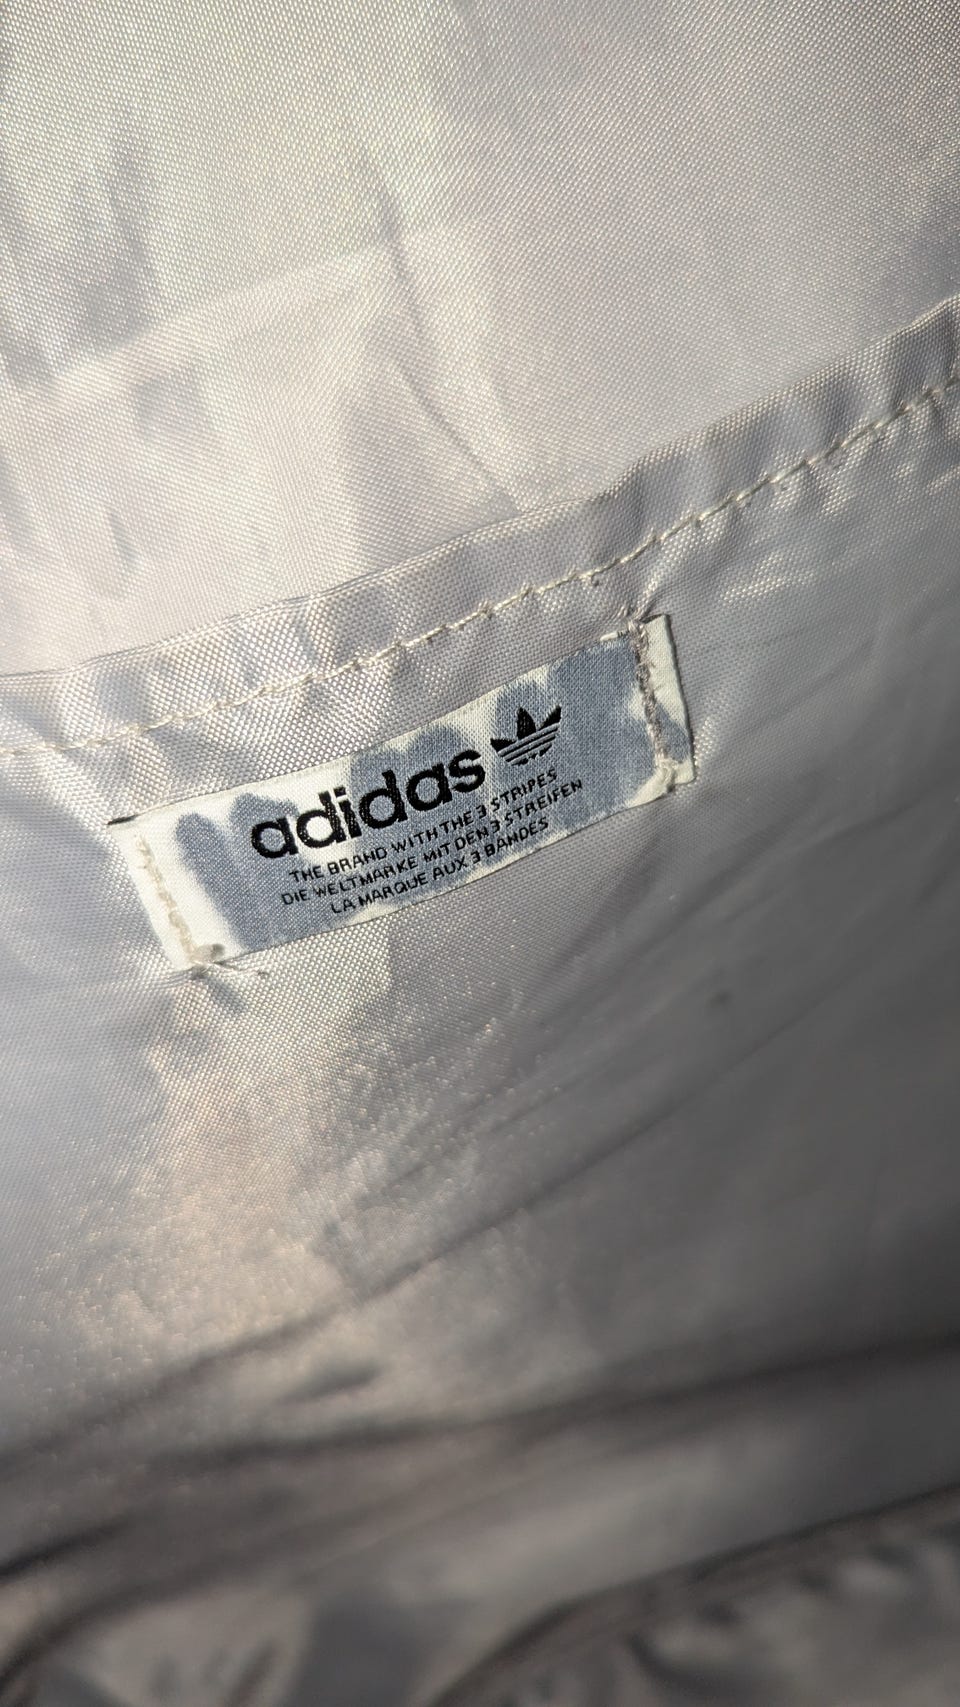 adidas
THE BRAND WITH THE 3 STRIPES
DIE WELTMARKE MIT DEN 3 STREIFEN
LA MARQUE AUX 3 BANDES